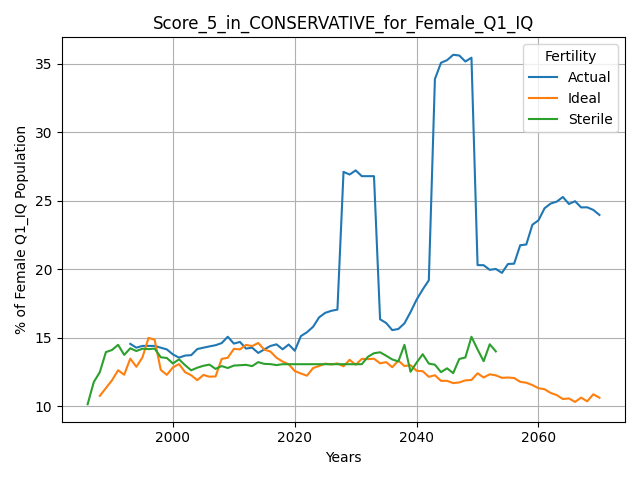 Score_5_in_CONSERVATIVE_for_Female_Q1_IQ
% of Female Q1_IQ Population
35
30
25
20
15
10
Fertility
Actual
Ideal
Sterile
2000
2020
2040
2060
Years